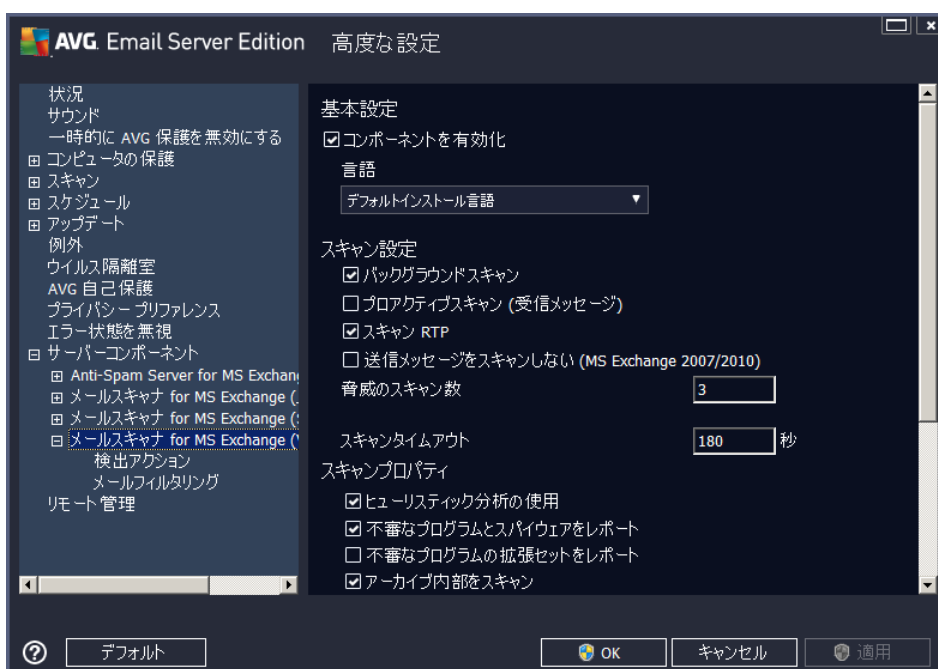 AVG. Email Server Edition 高度な設定
状況
サウンド
一時的に AVG 保護を無効にする
コンピュータの保護
スキャン
スケジュール
アップデート
例外
ウイルス隔離室
AVG 自己保護
プライバシー プリファレンス
エラー状態を無視
サーバーコンポーネント
Anti-Spam Server for MS Exchan
メールスキャナ for MS Exchange (
メールスキャナ for MS Exchange (
メールスキャナ for MS Exchange (
検出アクション
メールフィルタリング
リモート管理
基本設定
コンポーネントを有効化
言語
デフォルトインストール言語
スキャン設定
バックグラウンドスキャン
プロアクティブスキャン (受信メッセージ)
スキャン RTP
送信メッセージをスキャンしない (MS Exchange 2007/2010)
脅威のスキャン数 3
スキャンタイムアウト 180 秒
スキャンプロパティ
ヒューリスティック分析の使用
不審なプログラムとスパイウェアをレポート
不審なプログラムの拡張セットをレポート
アーカイブ内部をスキャン
デフォルト OK キャンセル 適用